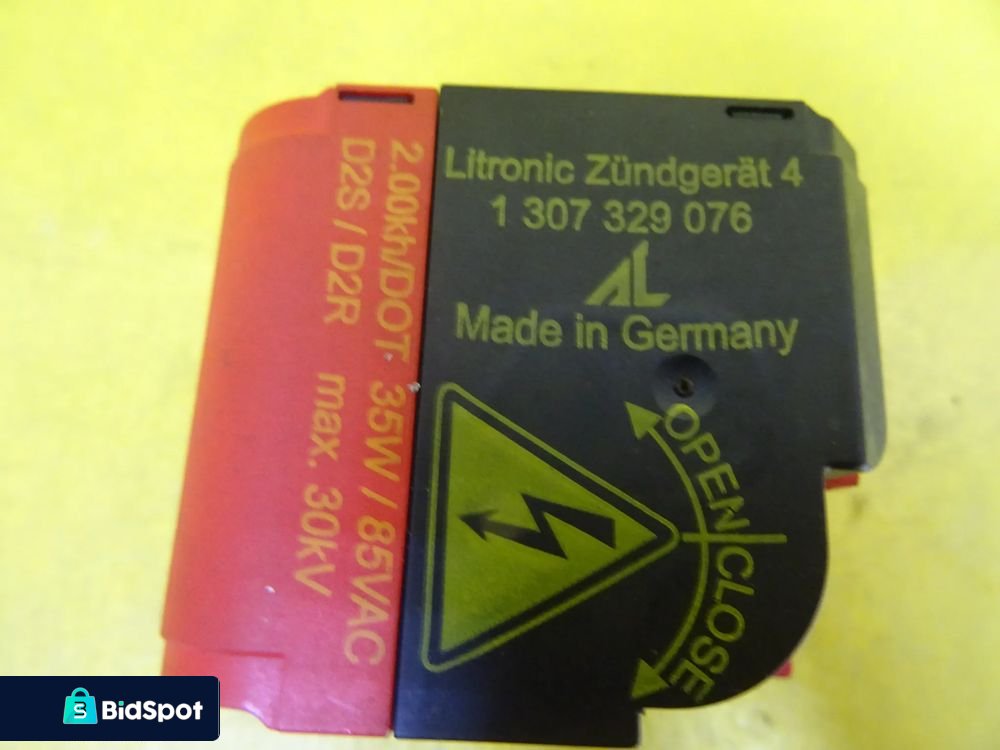 Litronic Zündgerät 4
1 307 329 076
AL
Made in Germany
OPEN/CLOSE
2.00kh/DOT 35W / 85VAC
D2S / D2R max. 30kV
BidSpot